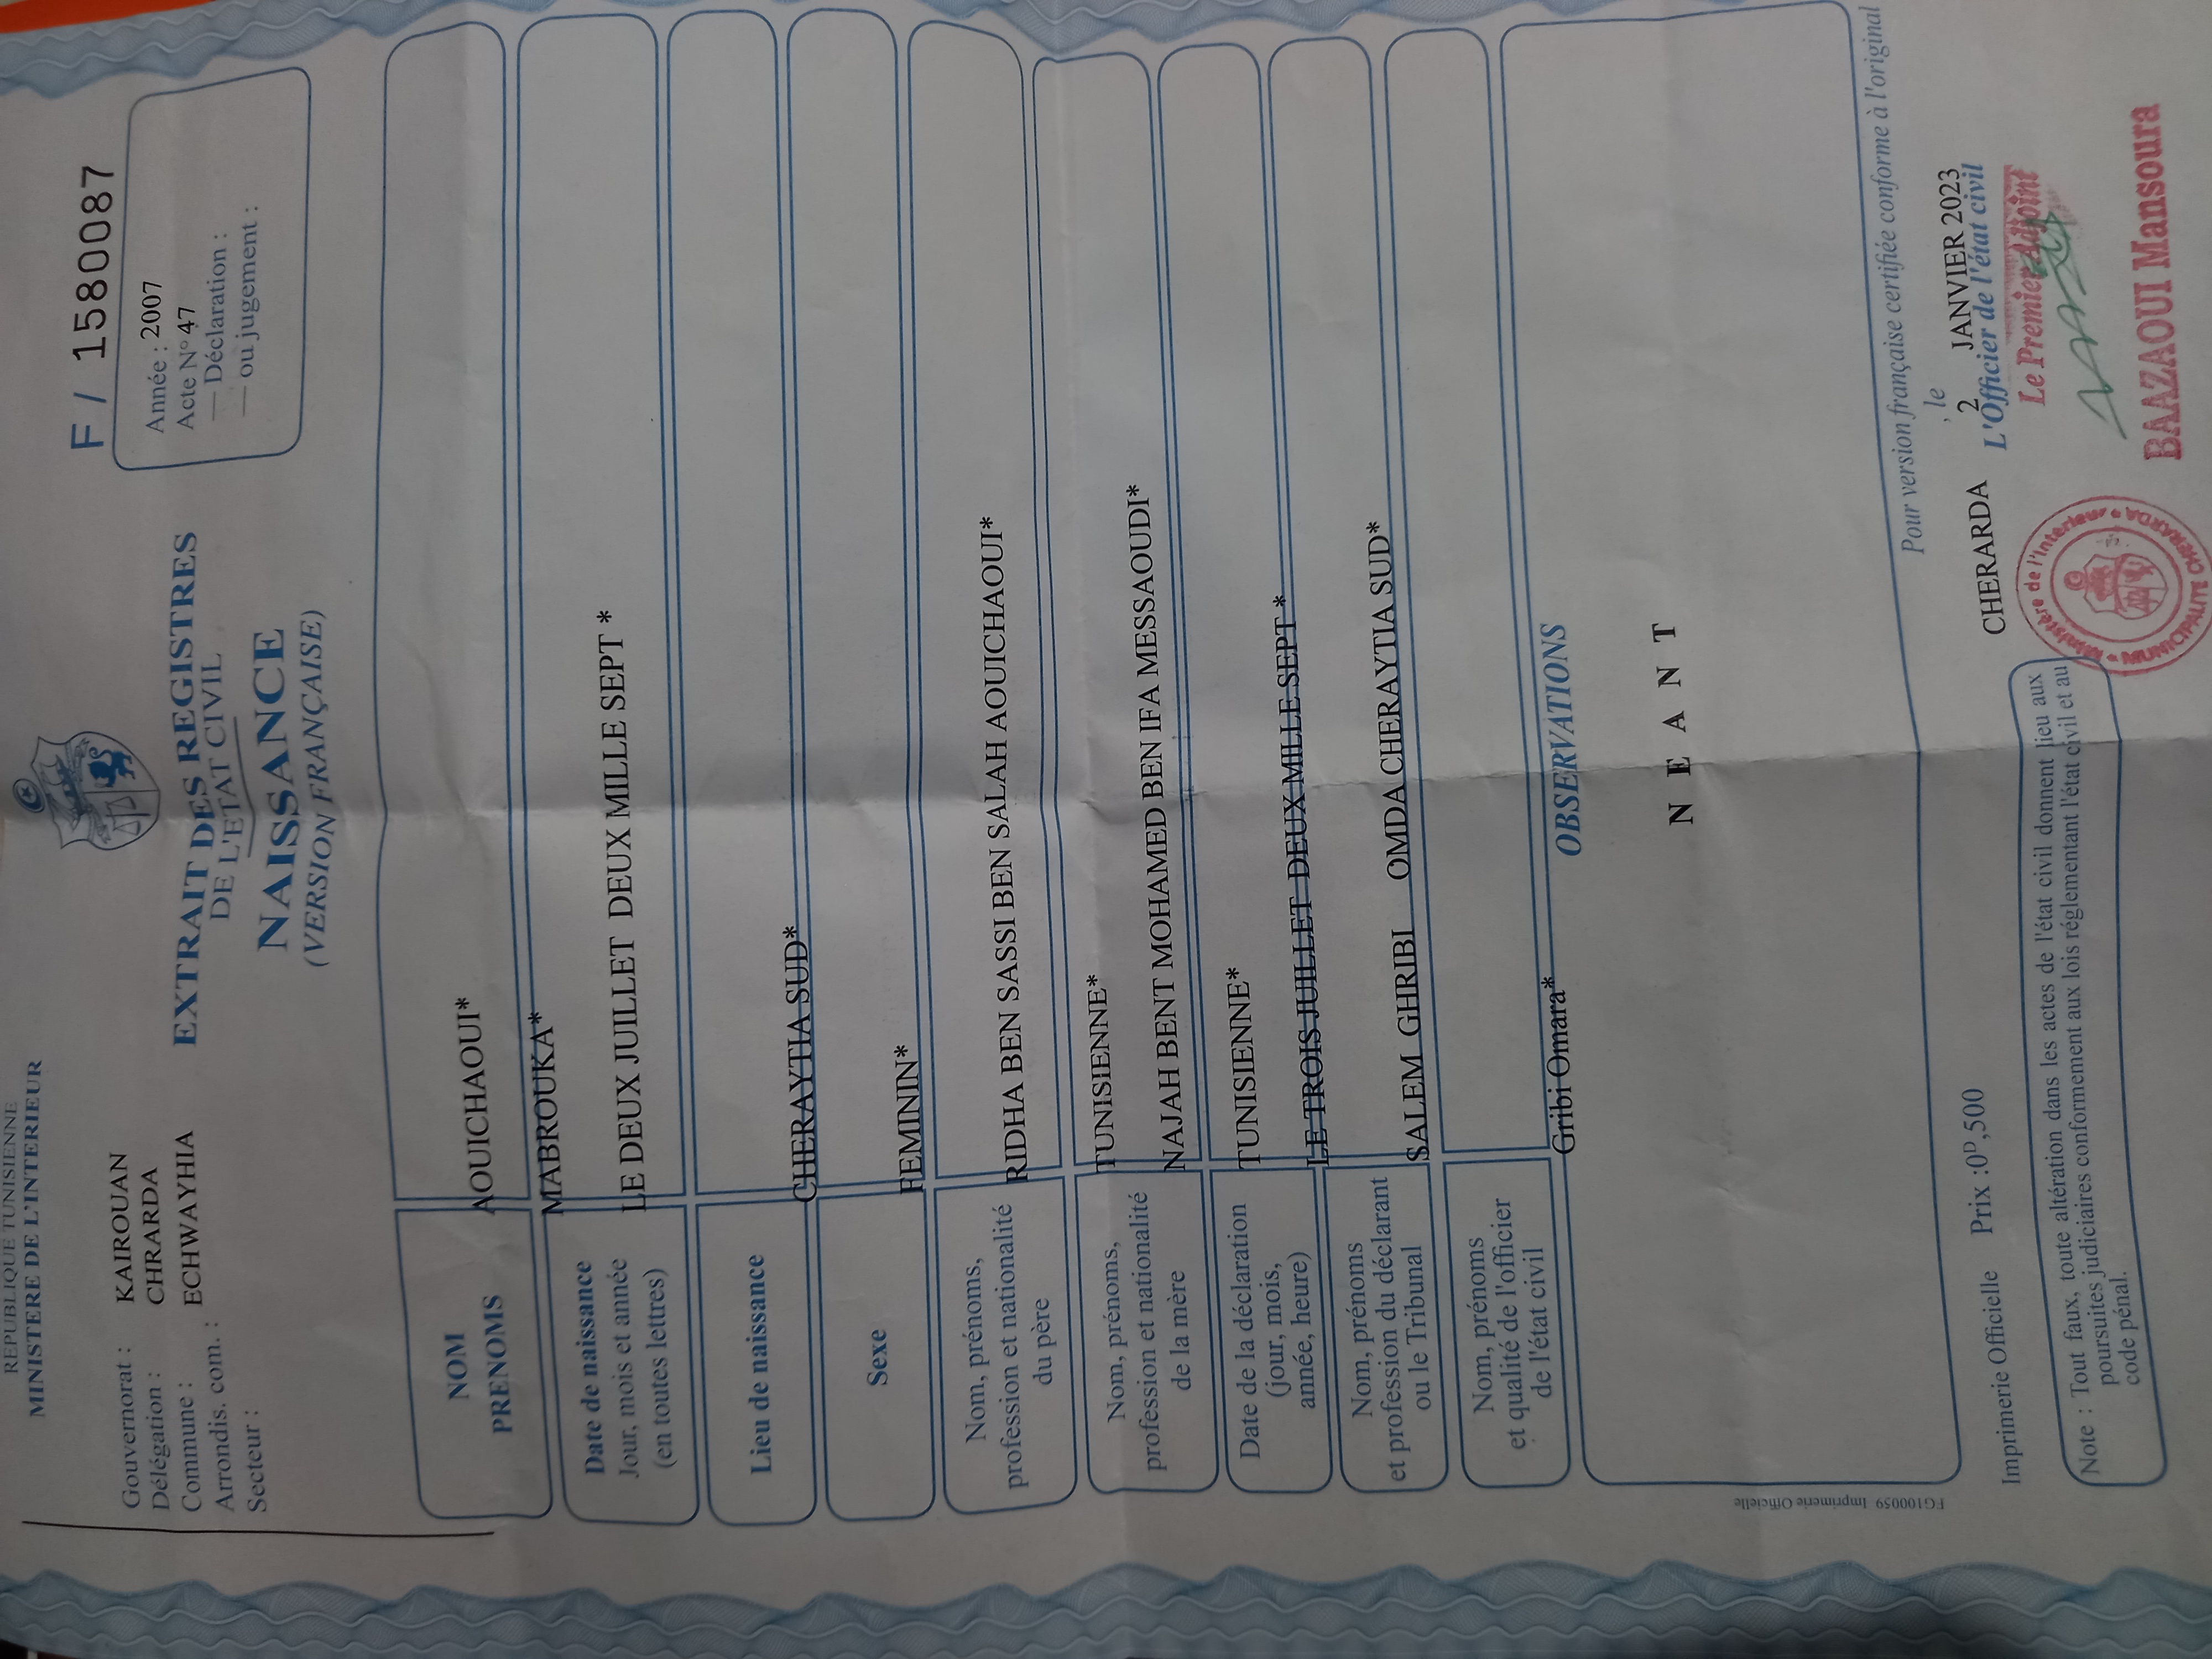 REPUBLIQUE TUNISIENNE
MINISTERE DE L'INTERIEUR
Gouvernorat : KAIROUAN
Délégation : CHRARDA
Commune : ECHWAYHIA
Arrondis. com. :
Secteur :
EXTRAIT DES REGISTRES
DE L'ETAT CIVIL
NAISSANCE
(VERSION FRANÇAISE)
F / 1580087
Année : 2007
Acte N° 47
— Déclaration :
— ou jugement :
NOM
PRENOMS
AOUICHAOUI*
MABROUKA*
Date de naissance
Jour, mois et année
(en toutes lettres)
LE DEUX JUILLET DEUX MILLE SEPT *
Lieu de naissance
CHERAYTIA SUD*
Sexe
FEMININ*
Nom, prénoms,
profession et nationalité
du père
RIDHA BEN SASSI BEN SALAH AOUICHAOUI*
TUNISIENNE*
Nom, prénoms,
profession et nationalité
de la mère
NAJAH BENT MOHAMED BEN IFA MESSAOUDI*
TUNISIENNE*
Date de la déclaration
(jour, mois,
année, heure)
LE TROIS JUILLET DEUX MILLE SEPT *
Nom, prénoms
et profession du déclarant
ou le Tribunal
SALEM GHRIBI OMDA CHERAYTIA SUD*
Nom, prénoms
et qualité de l'officier
de l'état civil
Gribi Omara*
OBSERVATIONS
N E A N T
Pour version française certifiée conforme à l'original
CHERARDA , le 2 JANVIER 2023
L'Officier de l'état civil
Le Premier Adjoint
BAAZAOUI Mansoura
Ministère de l'Intérieur
MUNICIPALITE CHERARDA
FG100059 Imprimerie Officielle
Imprimerie Officielle Prix :0D,500
Note : Tout faux, toute altération dans les actes de l'état civil donnent lieu aux
poursuites judiciaires conformement aux lois réglementant l'état civil et au
code pénal.